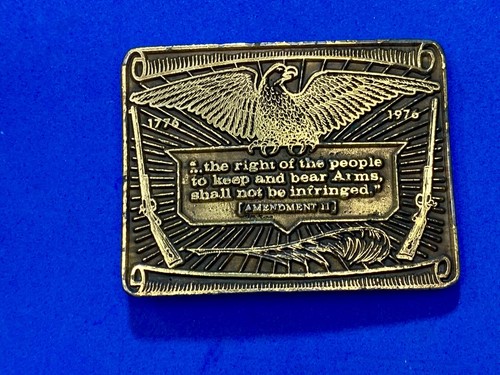 1776
1976
"...the right of the people
to keep and bear Arms,
shall not be infringed."
[AMENDMENT II]